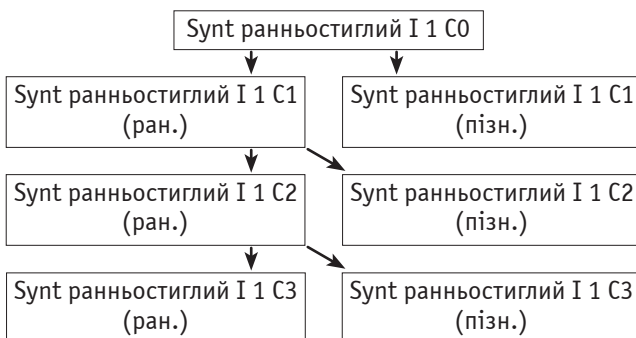 Synt ранньостиглий I 1 C0
Synt ранньостиглий I 1 C1
(ран.)
Synt ранньостиглий I 1 C1
(пізн.)
Synt ранньостиглий I 1 C2
(ран.)
Synt ранньостиглий I 1 C2
(пізн.)
Synt ранньостиглий I 1 C3
(ран.)
Synt ранньостиглий I 1 C3
(пізн.)